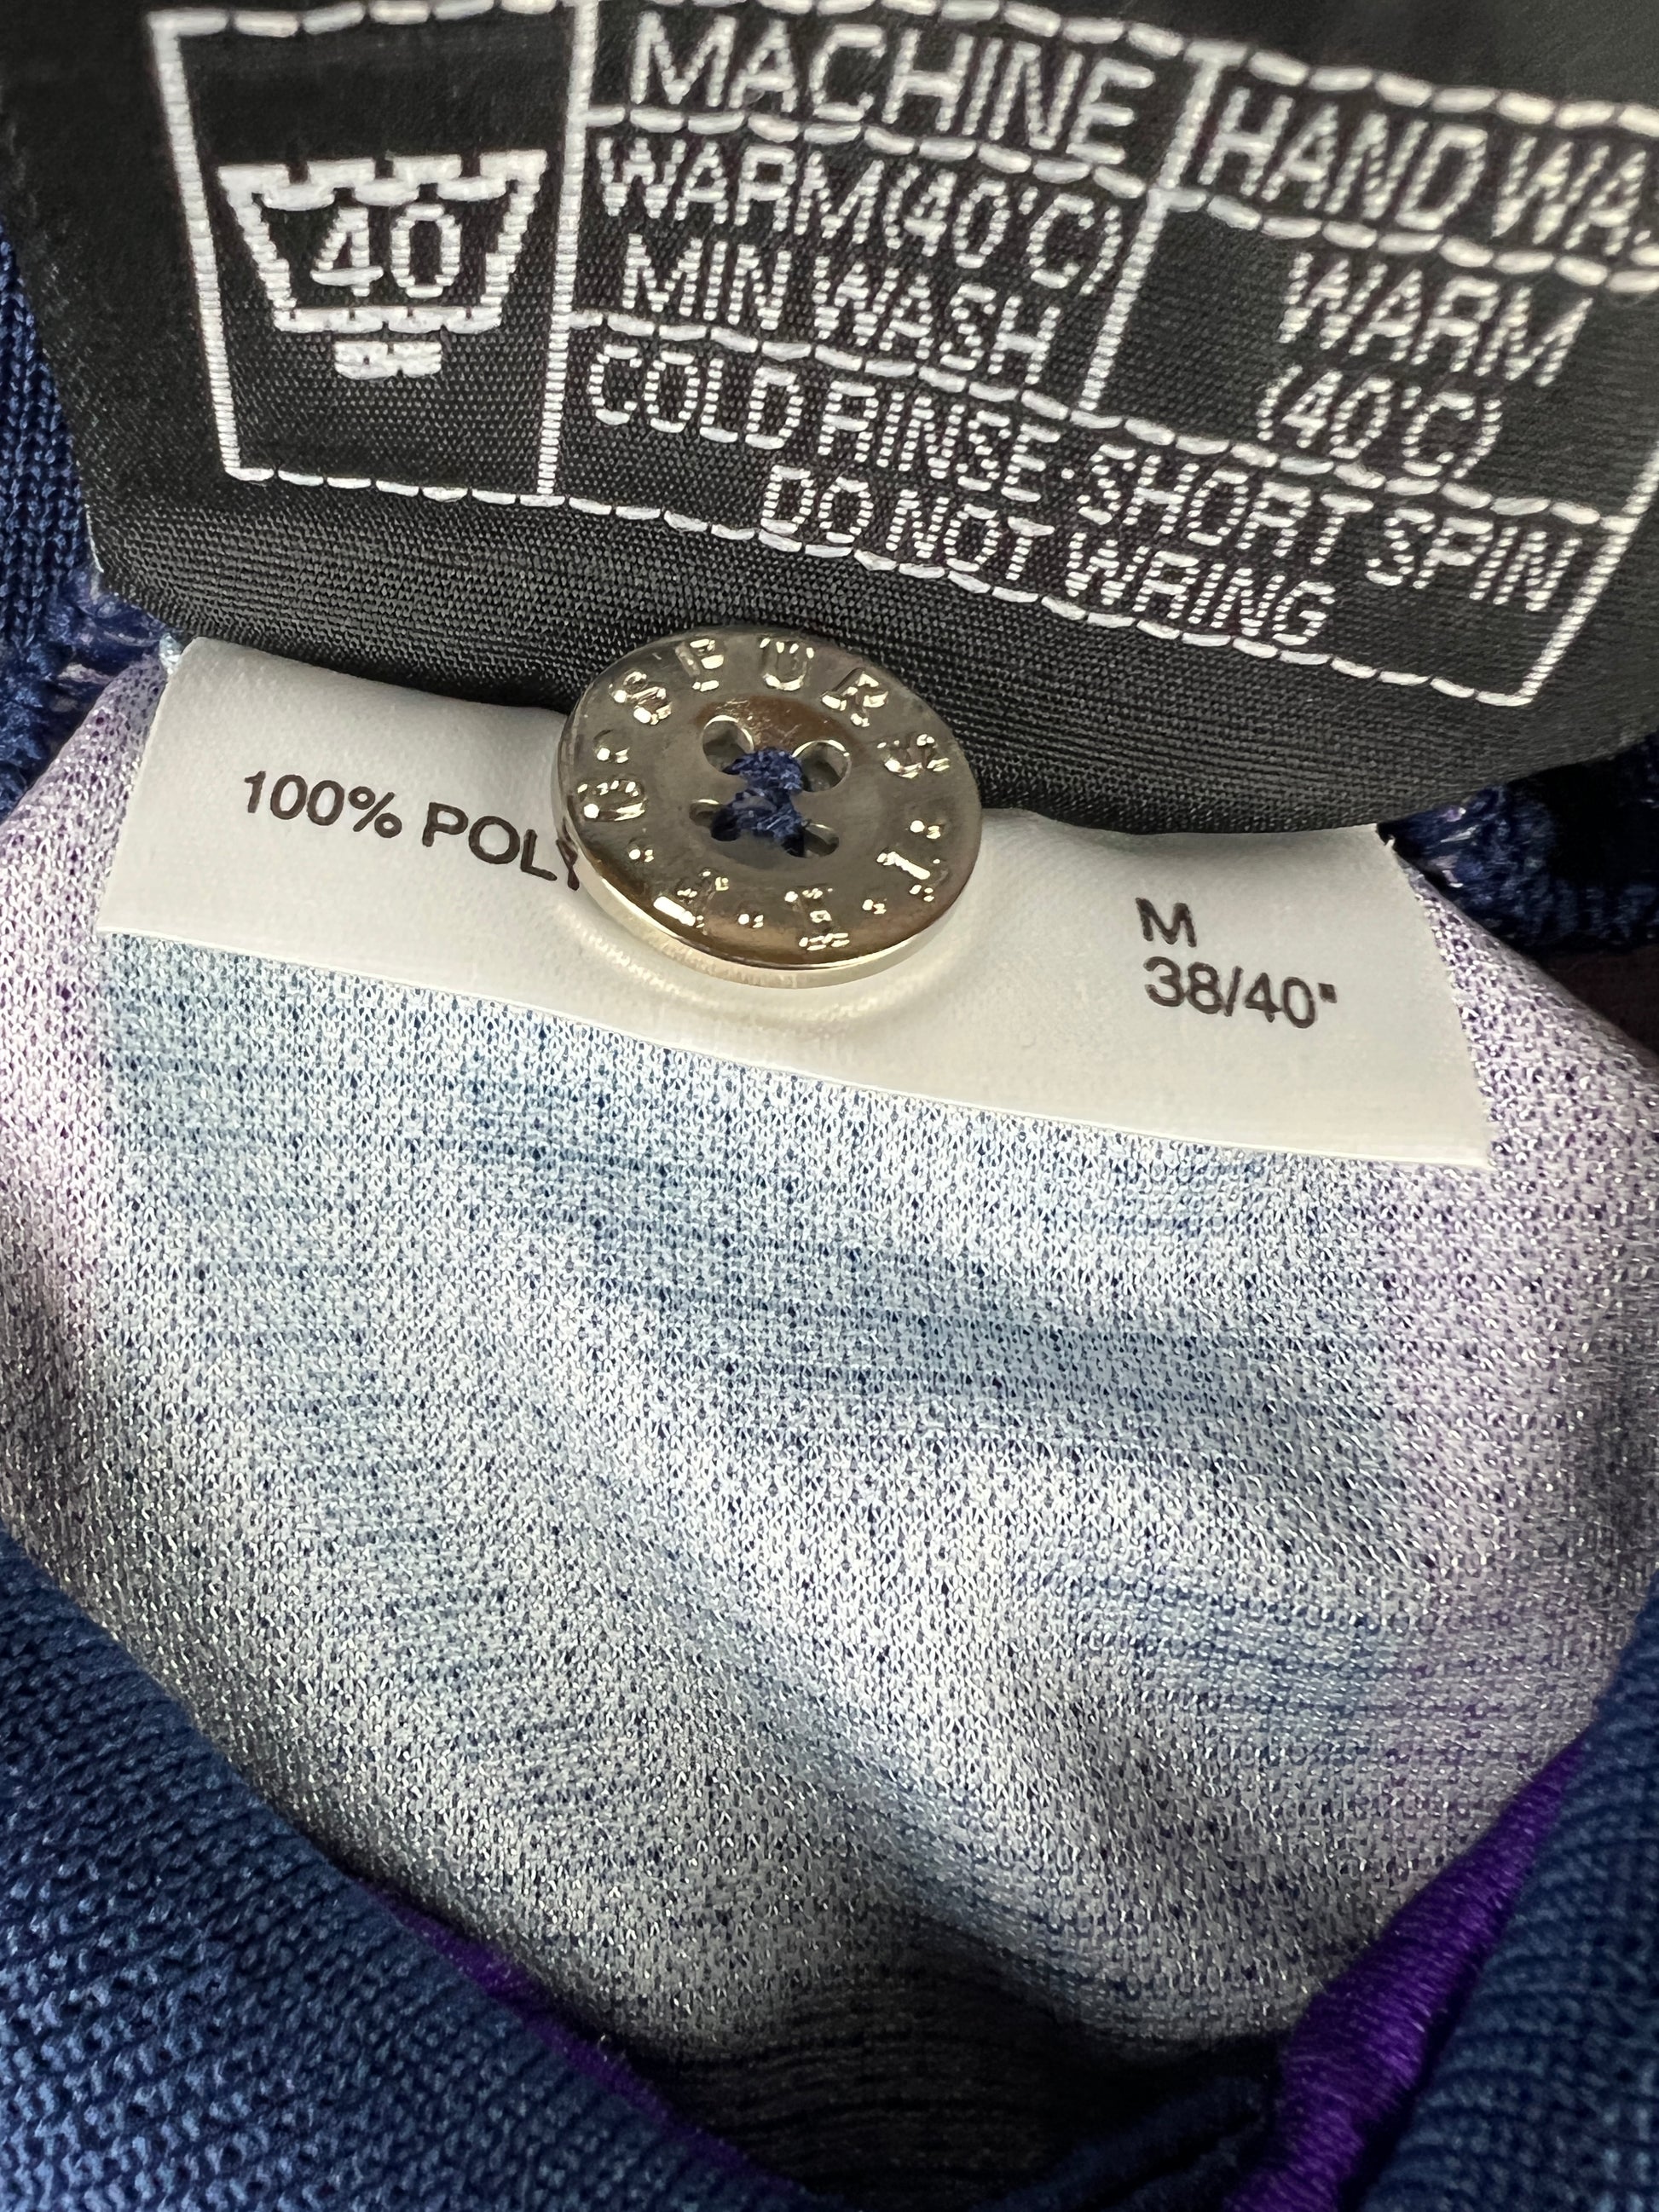 40
MACHINE
WARM(40°C)
MIN WASH
HAND WAS
WARM
(40°C)
COLD RINSE·SHORT SPIN
DO NOT WRING
SPURS
100% POLY
M
38/40"